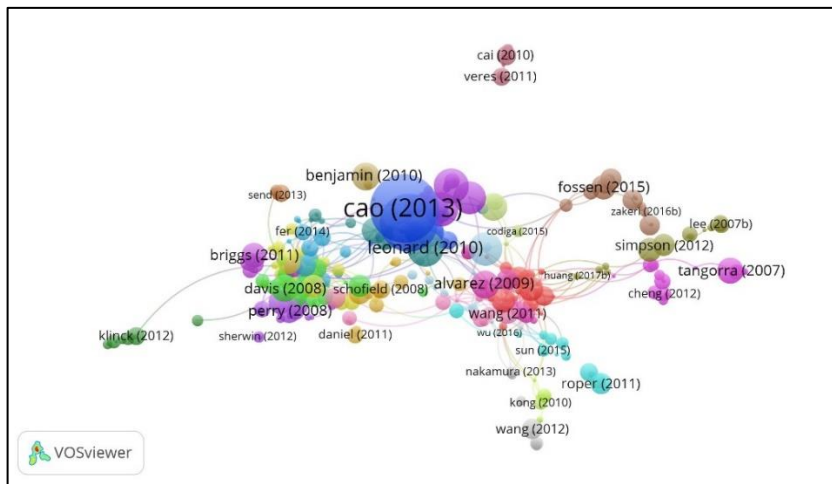 cai (2010)
veres (2011)
benjamin (2010)
send (2013)
cao (2013)
fossen (2015)
zakeri (2016b)
lee (2007b)
fer (2014)
codiga (2015)
leonard (2010)
simpson (2012)
briggs (2011)
huang (2017b)
tangorra (2007)
davis (2008)
schofield (2008)
alvarez (2009)
cheng (2012)
perry (2008)
wang (2011)
klinck (2012)
sherwin (2012)
daniel (2011)
wu (2016)
sun (2015)
nakamura (2013)
roper (2011)
kong (2010)
wang (2012)
VOSviewer